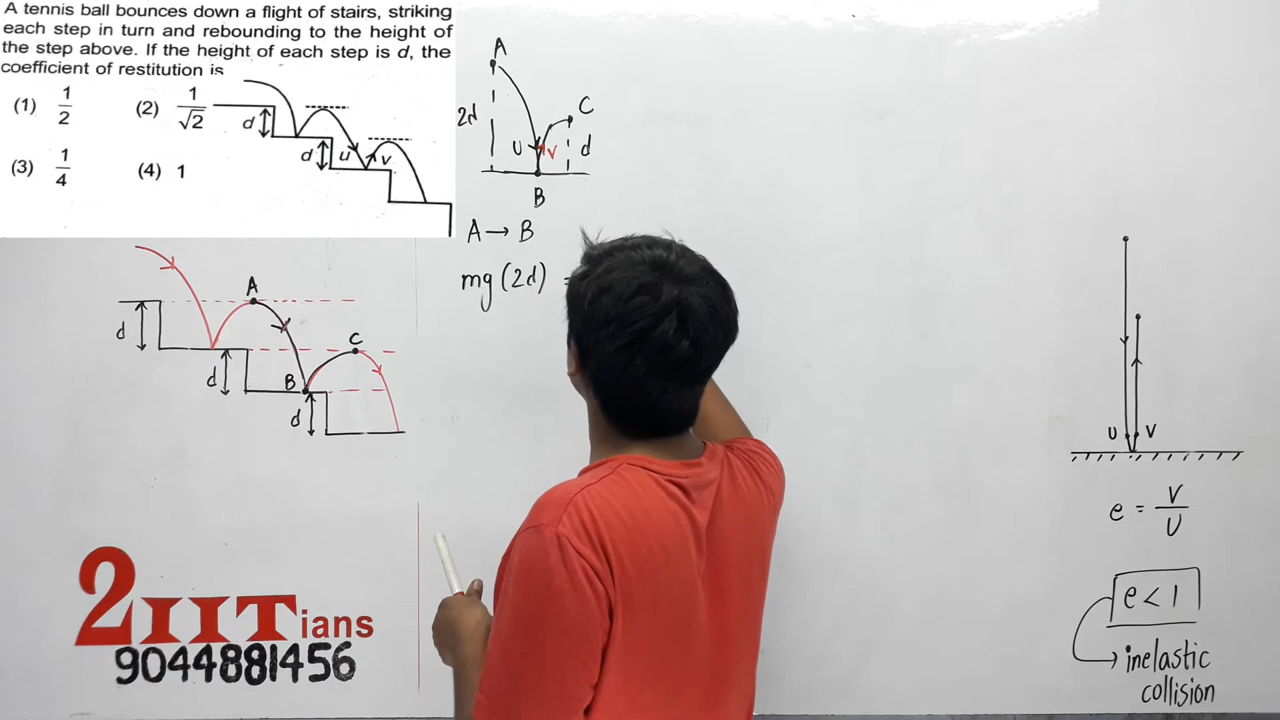 A tennis ball bounces down a flight of stairs, striking
each step in turn and rebounding to the height of
the step above. If the height of each step is d, the
coefficient of restitution is
(1) 1/2 (2) 1/√2
(3) 1/4 (4) 1
d
d u v
A
2d
C
U V d
B
A → B
mg (2d) =
A
d
C
d
B
d
U V
e = V/U
e < 1
inelastic
collision
2IITians
9044881456